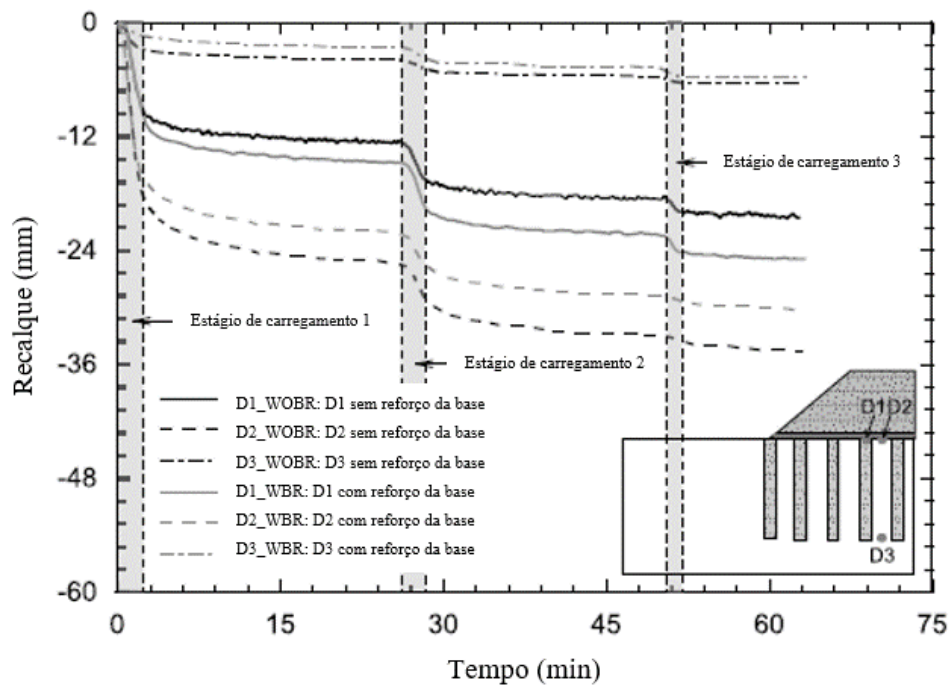 0
-12
-24
-36
-48
-60
Recalque (mm)
Estágio de carregamento 3
Estágio de carregamento 1
Estágio de carregamento 2
D1_WOBR: D1 sem reforço da base
D2_WOBR: D2 sem reforço da base
D3_WOBR: D3 sem reforço da base
D1_WBR: D1 com reforço da base
D2_WBR: D2 com reforço da base
D3_WBR: D3 com reforço da base
D1D2
D3
0 15 30 45 60 75
Tempo (min)